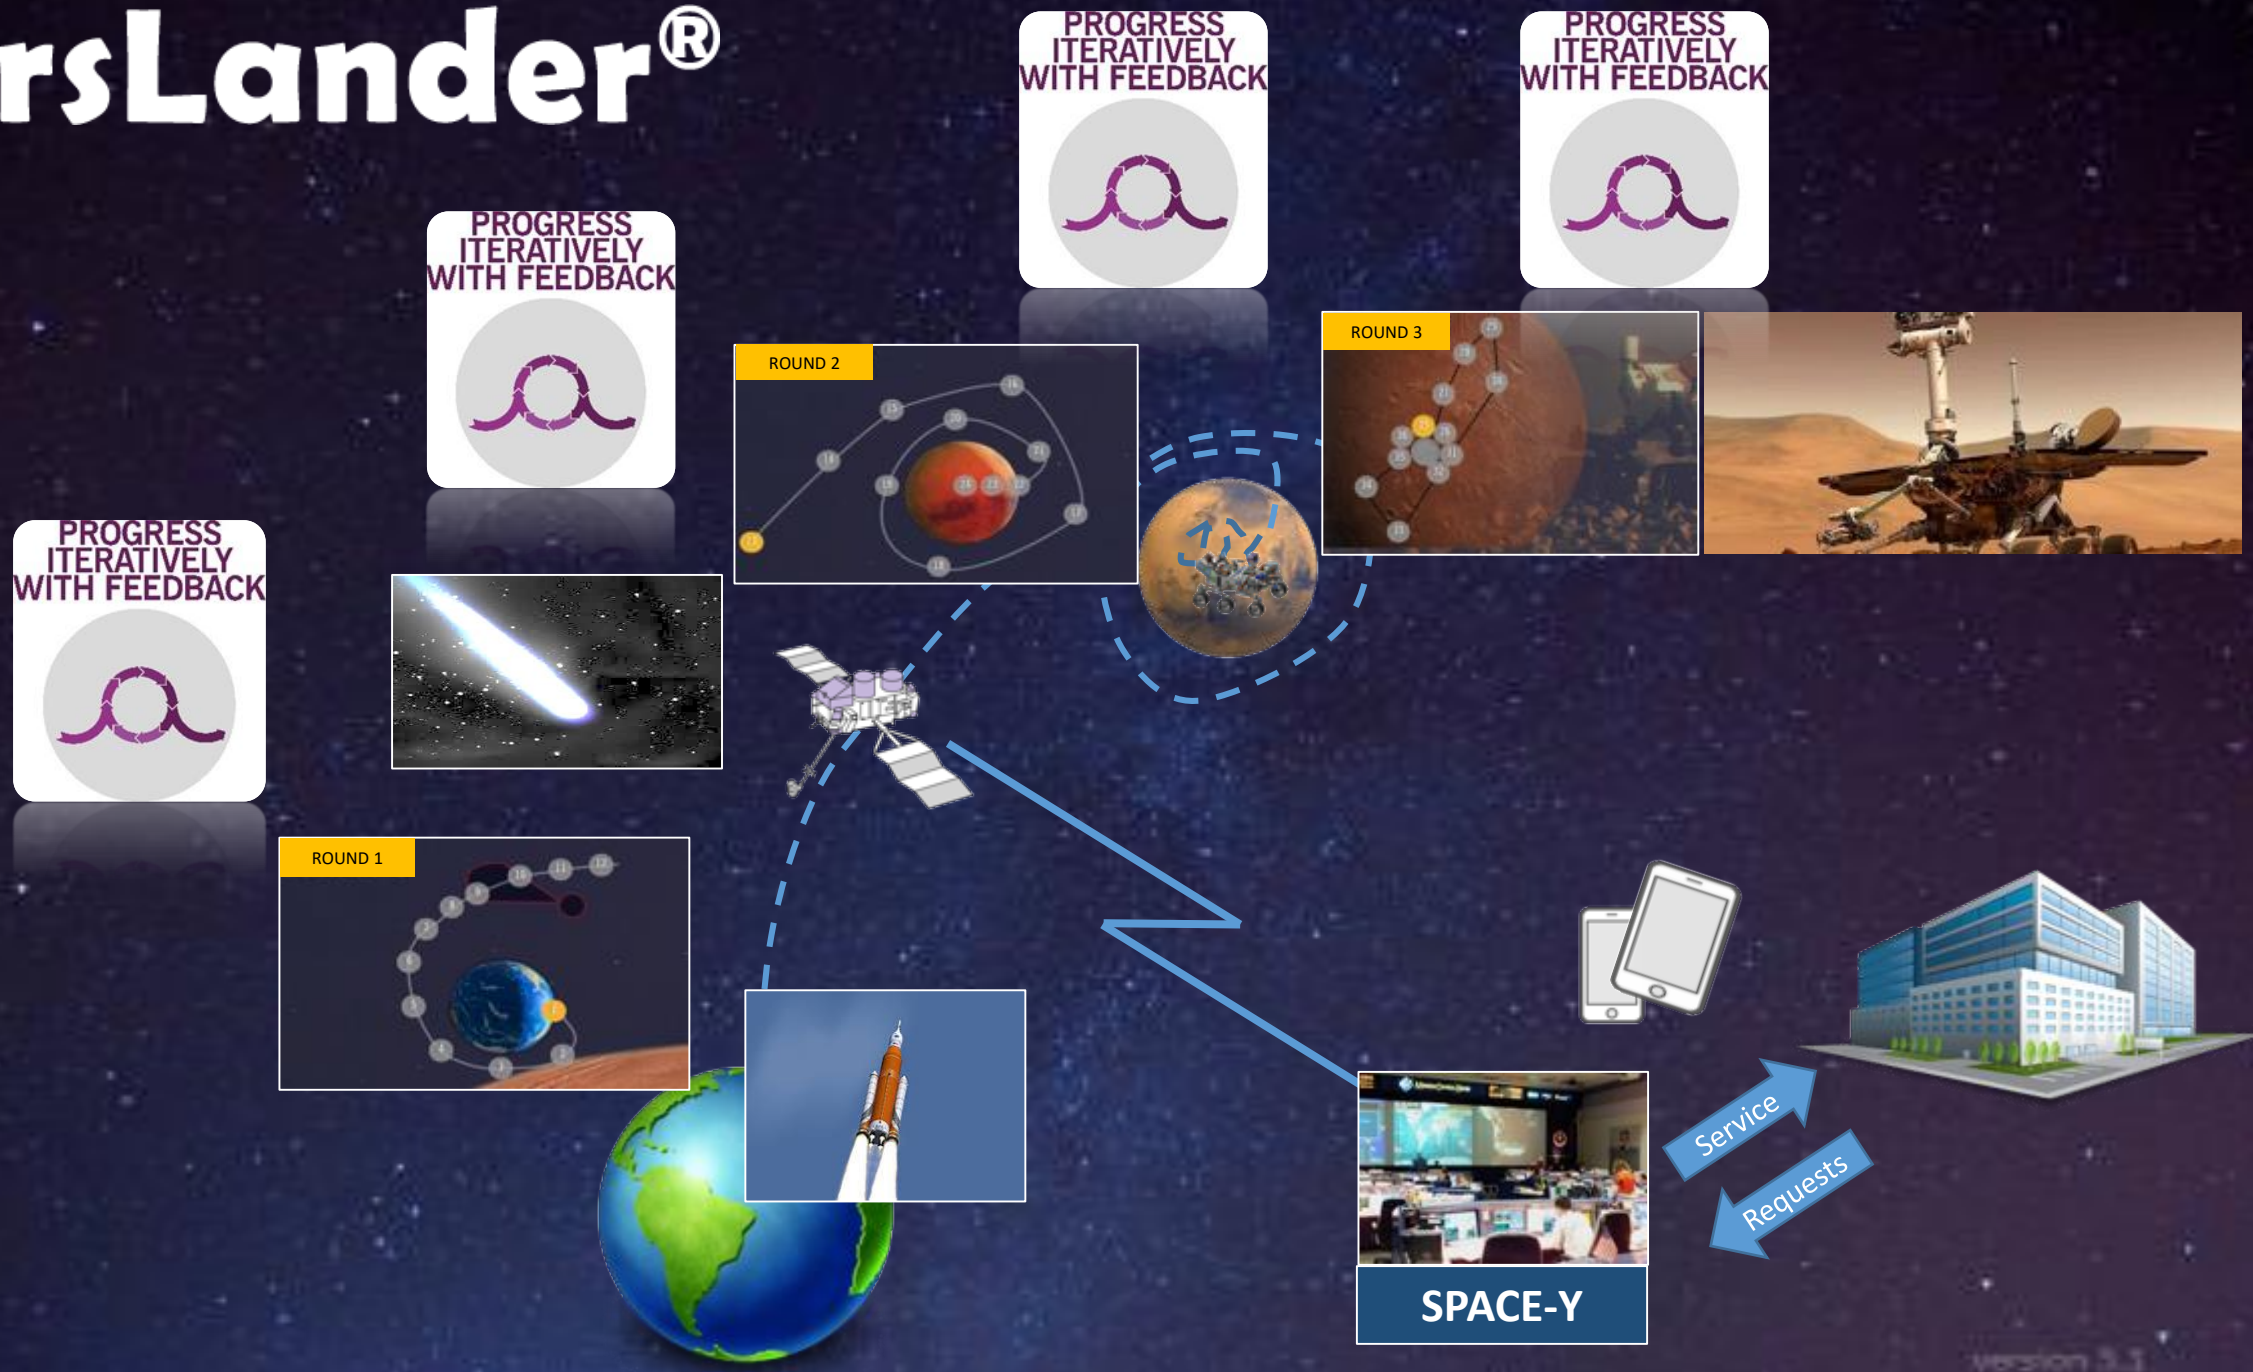 rsLander®
PROGRESS
ITERATIVELY
WITH FEEDBACK
PROGRESS
ITERATIVELY
WITH FEEDBACK
PROGRESS
ITERATIVELY
WITH FEEDBACK
PROGRESS
ITERATIVELY
WITH FEEDBACK
ROUND 3
ROUND 2
ROUND 1
Service
Requests
SPACE-Y